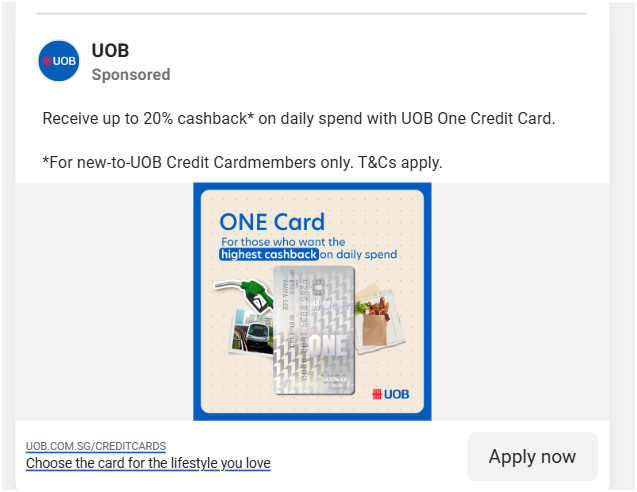 UOB
UOB
Sponsored
Receive up to 20% cashback* on daily spend with UOB One Credit Card.
*For new-to-UOB Credit Cardmembers only. T&Cs apply.
ONE Card
For those who want the
highest cashback on daily spend
ONE
VISA
UOB
UOB.COM.SG/CREDITCARDS
Choose the card for the lifestyle you love
Apply now